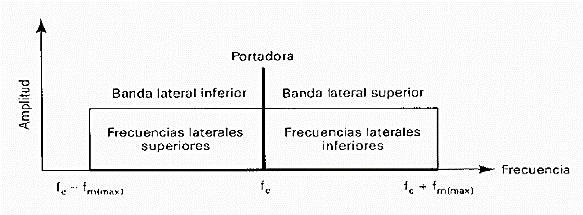 Portadora
Banda lateral inferior
Banda lateral superior
Amplitud
Frecuencias laterales
superiores
Frecuencias laterales
inferiores
Frecuencia
fc - fm(max)
fc
fc + fm(max)